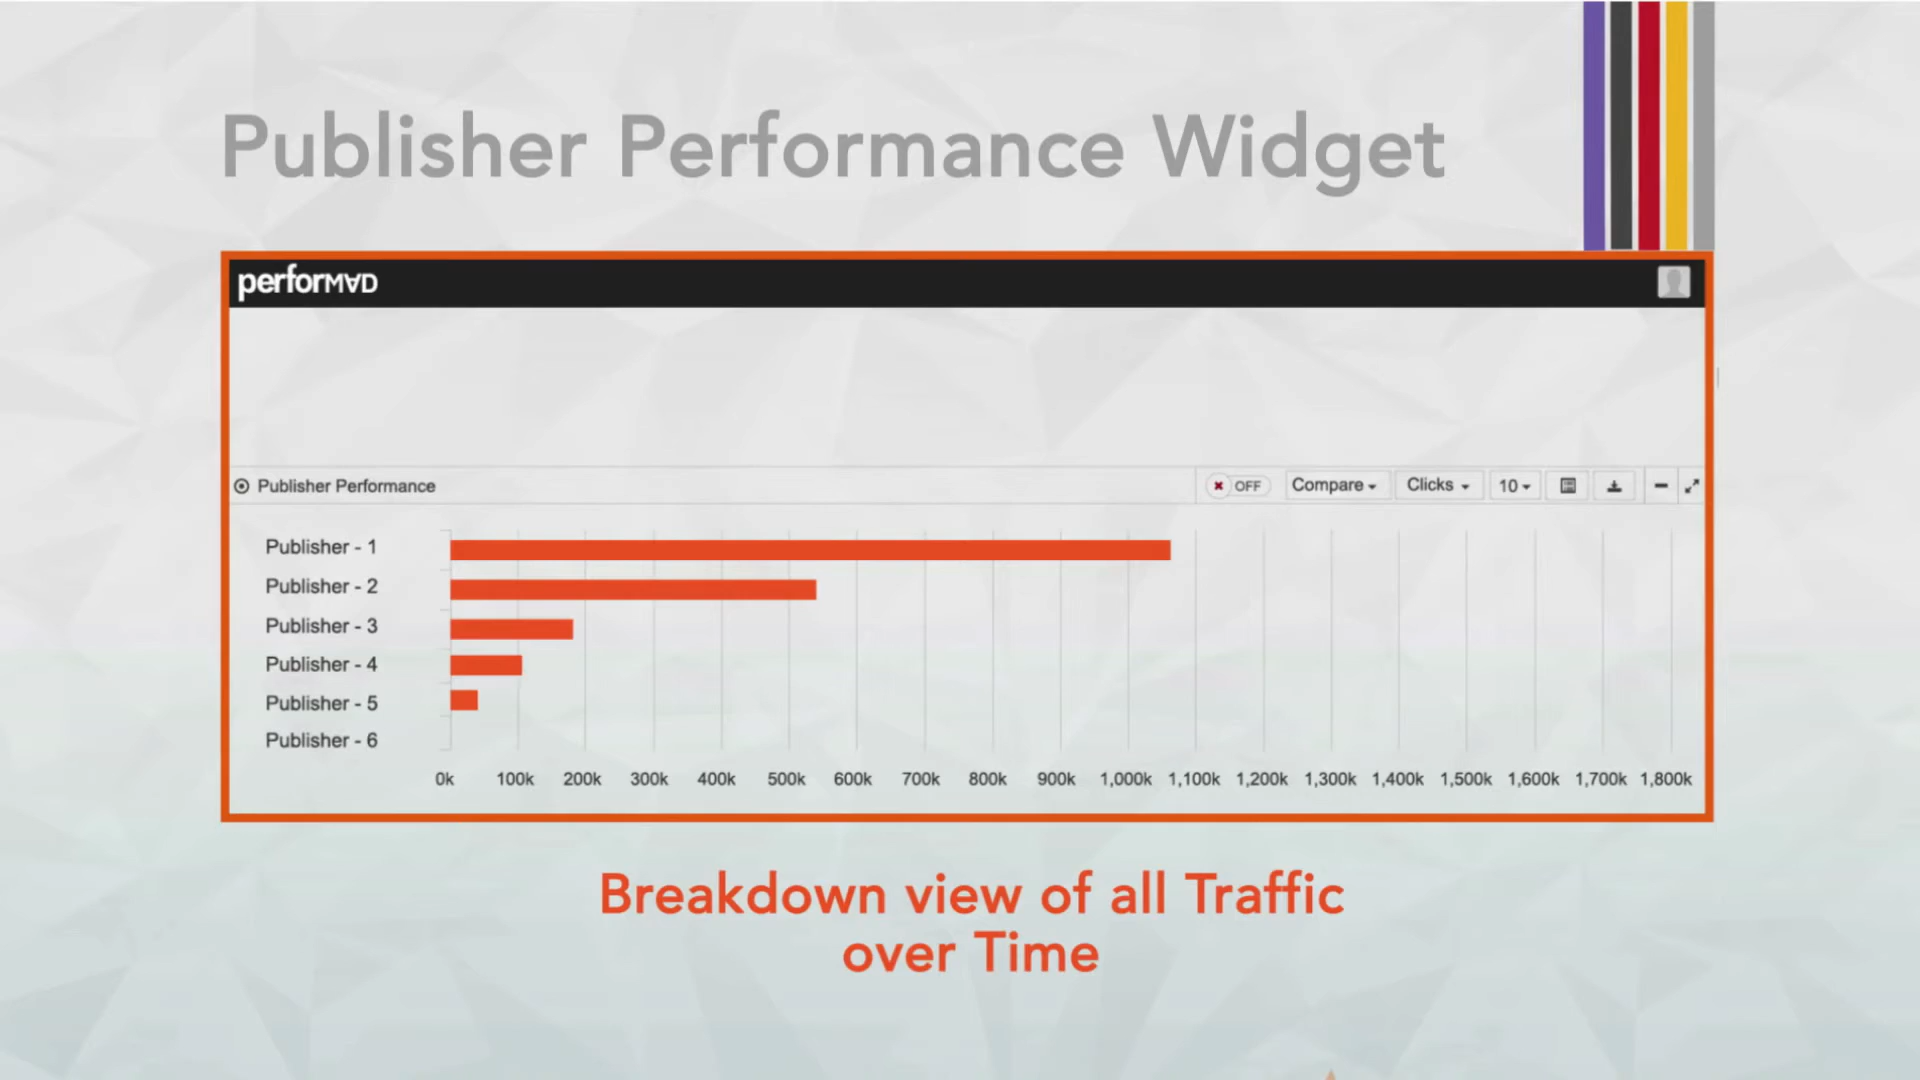 Publisher Performance Widget
perforMAD
Publisher Performance
OFF
Compare
Clicks
10
Publisher - 1
Publisher - 2
Publisher - 3
Publisher - 4
Publisher - 5
Publisher - 6
0k 100k 200k 300k 400k 500k 600k 700k 800k 900k 1,000k 1,100k 1,200k 1,300k 1,400k 1,500k 1,600k 1,700k 1,800k
Breakdown view of all Traffic
over Time